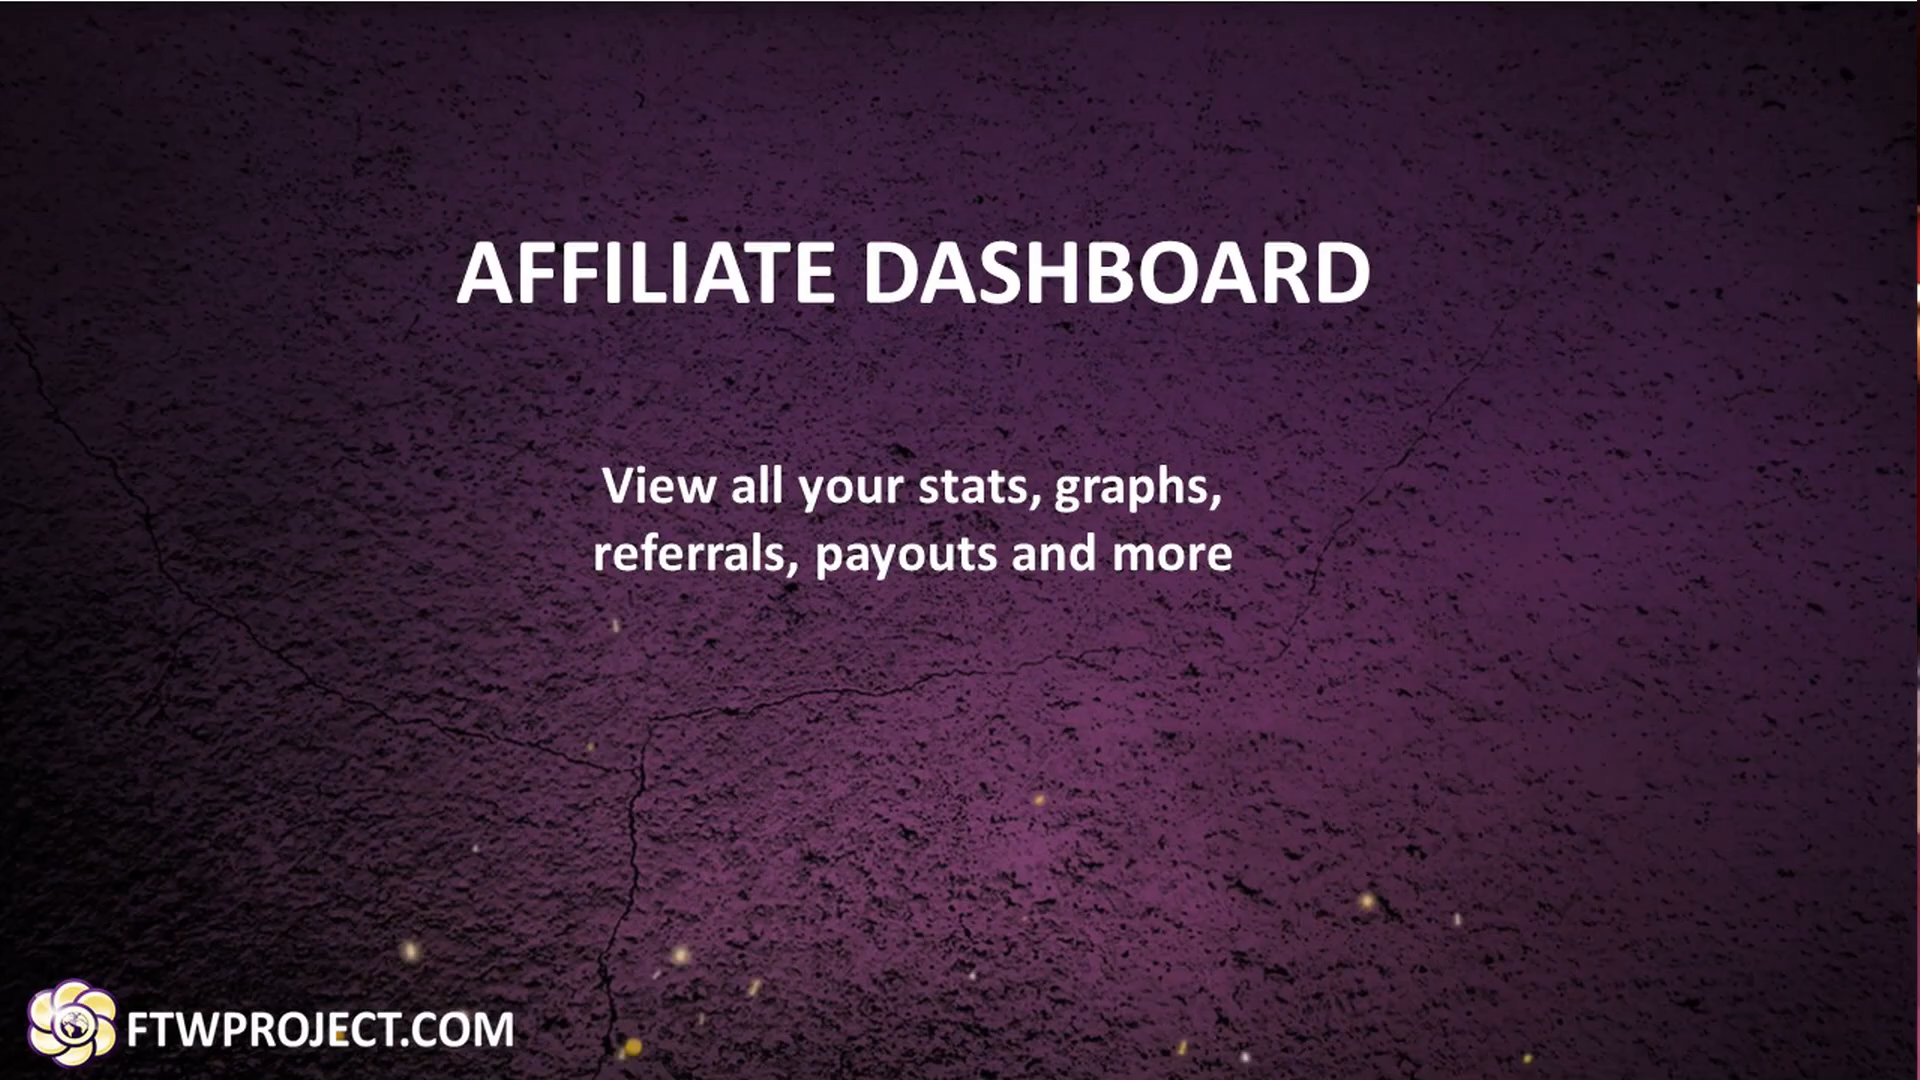 AFFILIATE DASHBOARD
View all your stats, graphs,
referrals, payouts and more
FTWPROJECT.COM